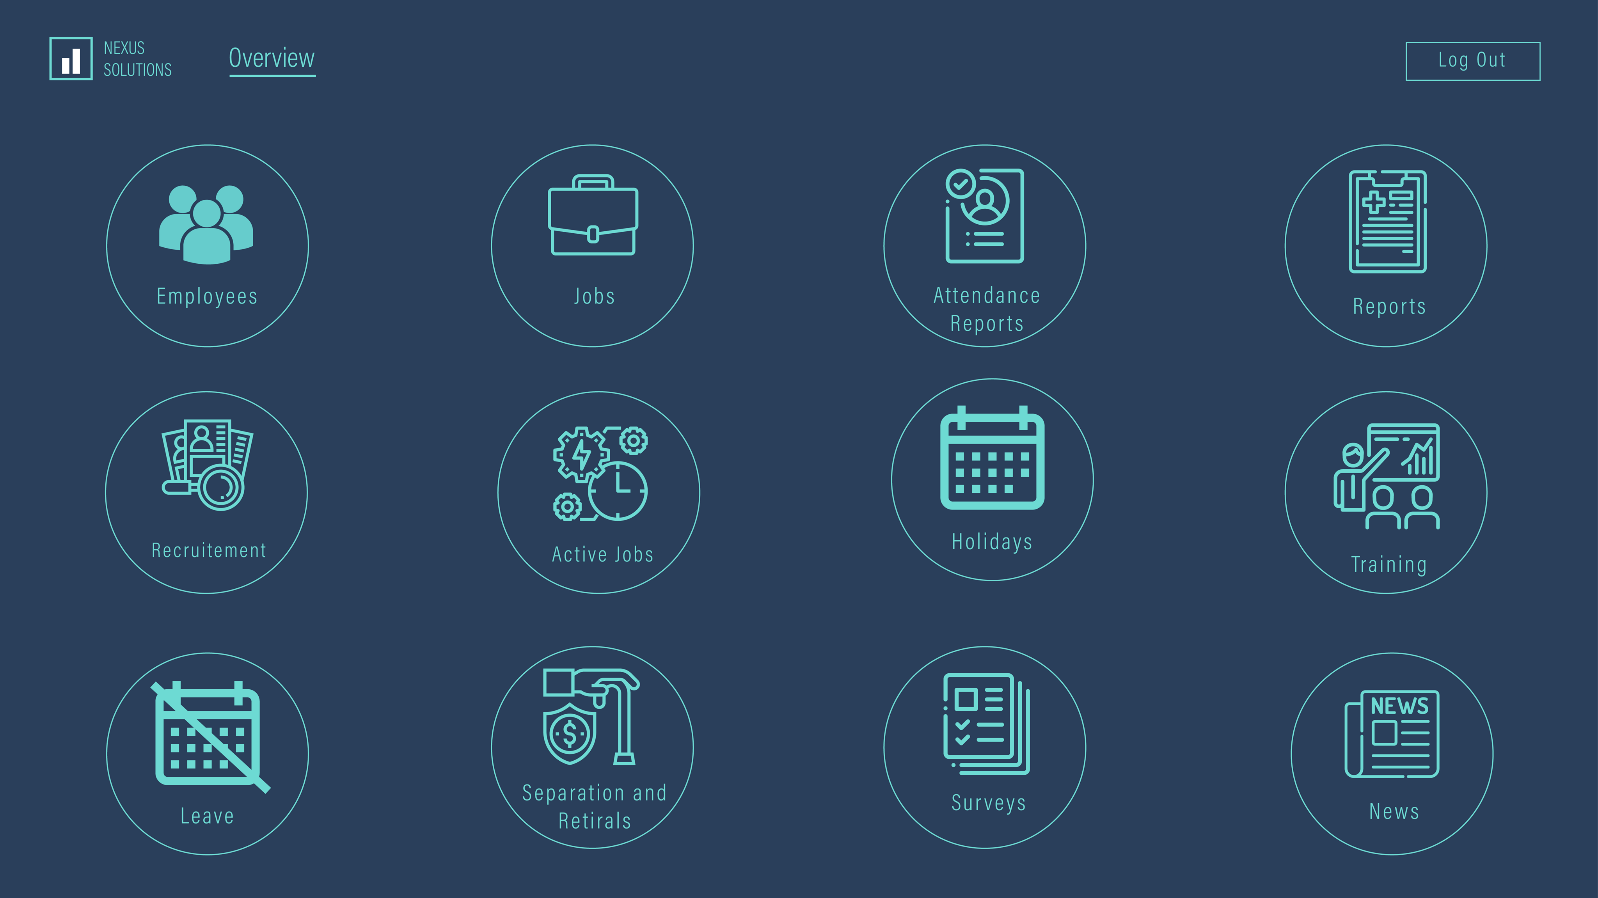 NEXUS
SOLUTIONS
Overview
Log Out
Employees
Jobs
Attendance
Reports
Reports
Recruitement
Active Jobs
Holidays
Training
Leave
Separation and
Retirals
Surveys
NEWS
News